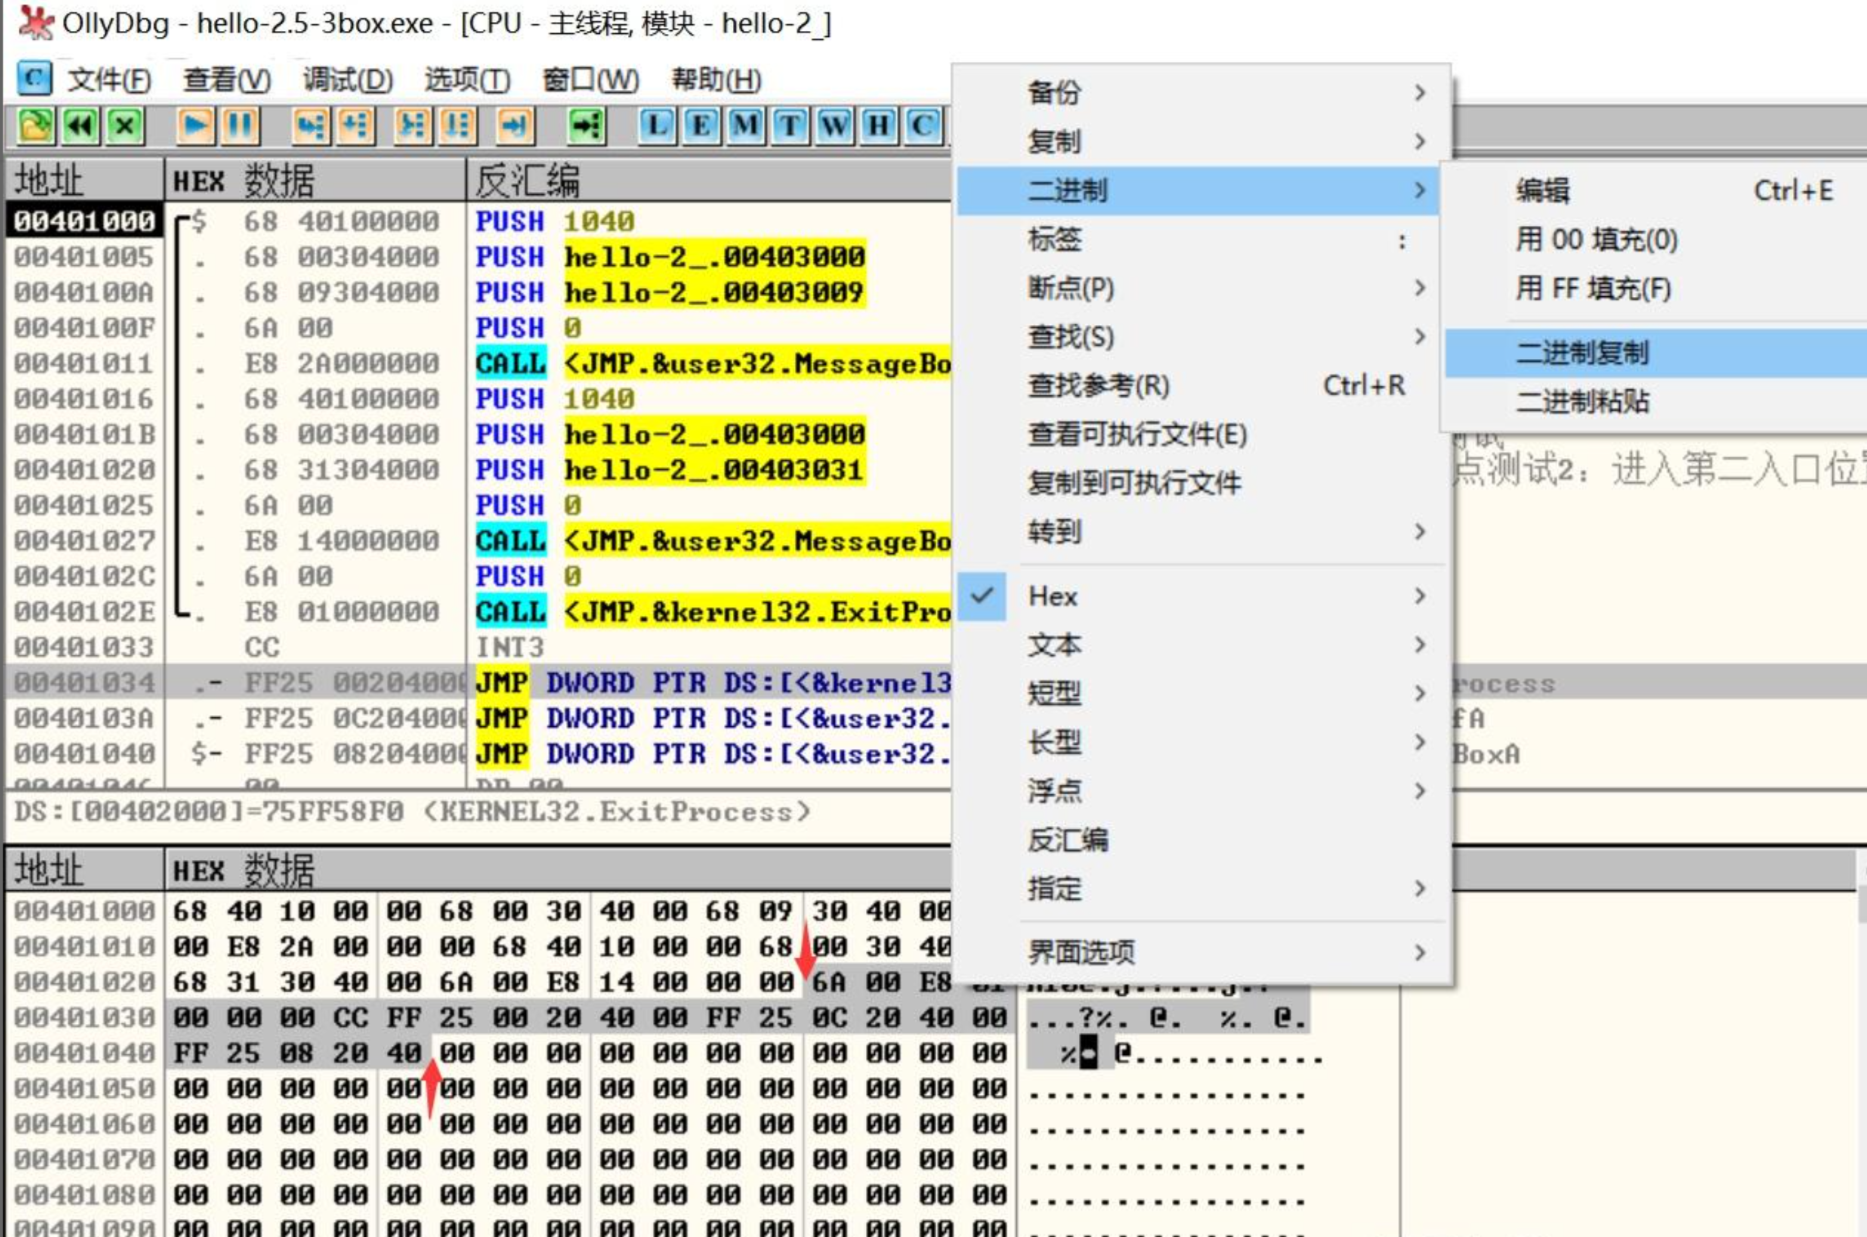 OllyDbg - hello-2.5-3box.exe - [CPU - 主线程, 模块 - hello-2_]
C 文件(F) 查看(V) 调试(D) 选项(T) 窗口(W) 帮助(H)
L E M T W H C
地址 HEX 数据 反汇编
00401000 $ 68 40100000 PUSH 1040
00401005 . 68 00304000 PUSH hello-2_.00403000
0040100A . 68 09304000 PUSH hello-2_.00403009
0040100F . 6A 00 PUSH 0
00401011 . E8 2A000000 CALL <JMP.&user32.MessageBo
00401016 . 68 40100000 PUSH 1040
0040101B . 68 00304000 PUSH hello-2_.00403000
00401020 . 68 31304000 PUSH hello-2_.00403031
00401025 . 6A 00 PUSH 0
00401027 . E8 14000000 CALL <JMP.&user32.MessageBo
0040102C . 6A 00 PUSH 0
0040102E . E8 01000000 CALL <JMP.&kernel32.ExitPro
00401033 CC INT3
00401034 .- FF25 00204000 JMP DWORD PTR DS:[<&kernel3
rocess
0040103A .- FF25 0C204000 JMP DWORD PTR DS:[<&user32.
fA
00401040 $- FF25 08204000 JMP DWORD PTR DS:[<&user32.
BoxA
点测试2: 进入第二入口位
DS:[00402000]=75FF58F0 (KERNEL32.ExitProcess)
地址 HEX 数据
00401000 68 40 10 00 00 68 00 30 40 00 68 09 30 40 00
00401010 00 E8 2A 00 00 00 68 40 10 00 00 68 00 30 40
00401020 68 31 30 40 00 6A 00 E8 14 00 00 00 6A 00 E8 01
00401030 00 00 00 CC FF 25 00 20 40 00 FF 25 0C 20 40 00 ...?%. @. %. @.
00401040 FF 25 08 20 40 00 00 00 00 00 00 00 00 00 00 00 % @...........
00401050 00 00 00 00 00 00 00 00 00 00 00 00 00 00 00 00 ................
00401060 00 00 00 00 00 00 00 00 00 00 00 00 00 00 00 00 ................
00401070 00 00 00 00 00 00 00 00 00 00 00 00 00 00 00 00 ................
00401080 00 00 00 00 00 00 00 00 00 00 00 00 00 00 00 00 ................
00401090 00 00 00 00 00 00 00 00 00 00 00 00 00 00 00 00 ................
备份
复制
二进制
标签 :
断点(P)
查找(S)
查找参考(R) Ctrl+R
查看可执行文件(E)
复制到可执行文件
转到
Hex
文本
短型
长型
浮点
反汇编
指定
界面选项
编辑 Ctrl+E
用 00 填充(0)
用 FF 填充(F)
二进制复制
二进制粘贴